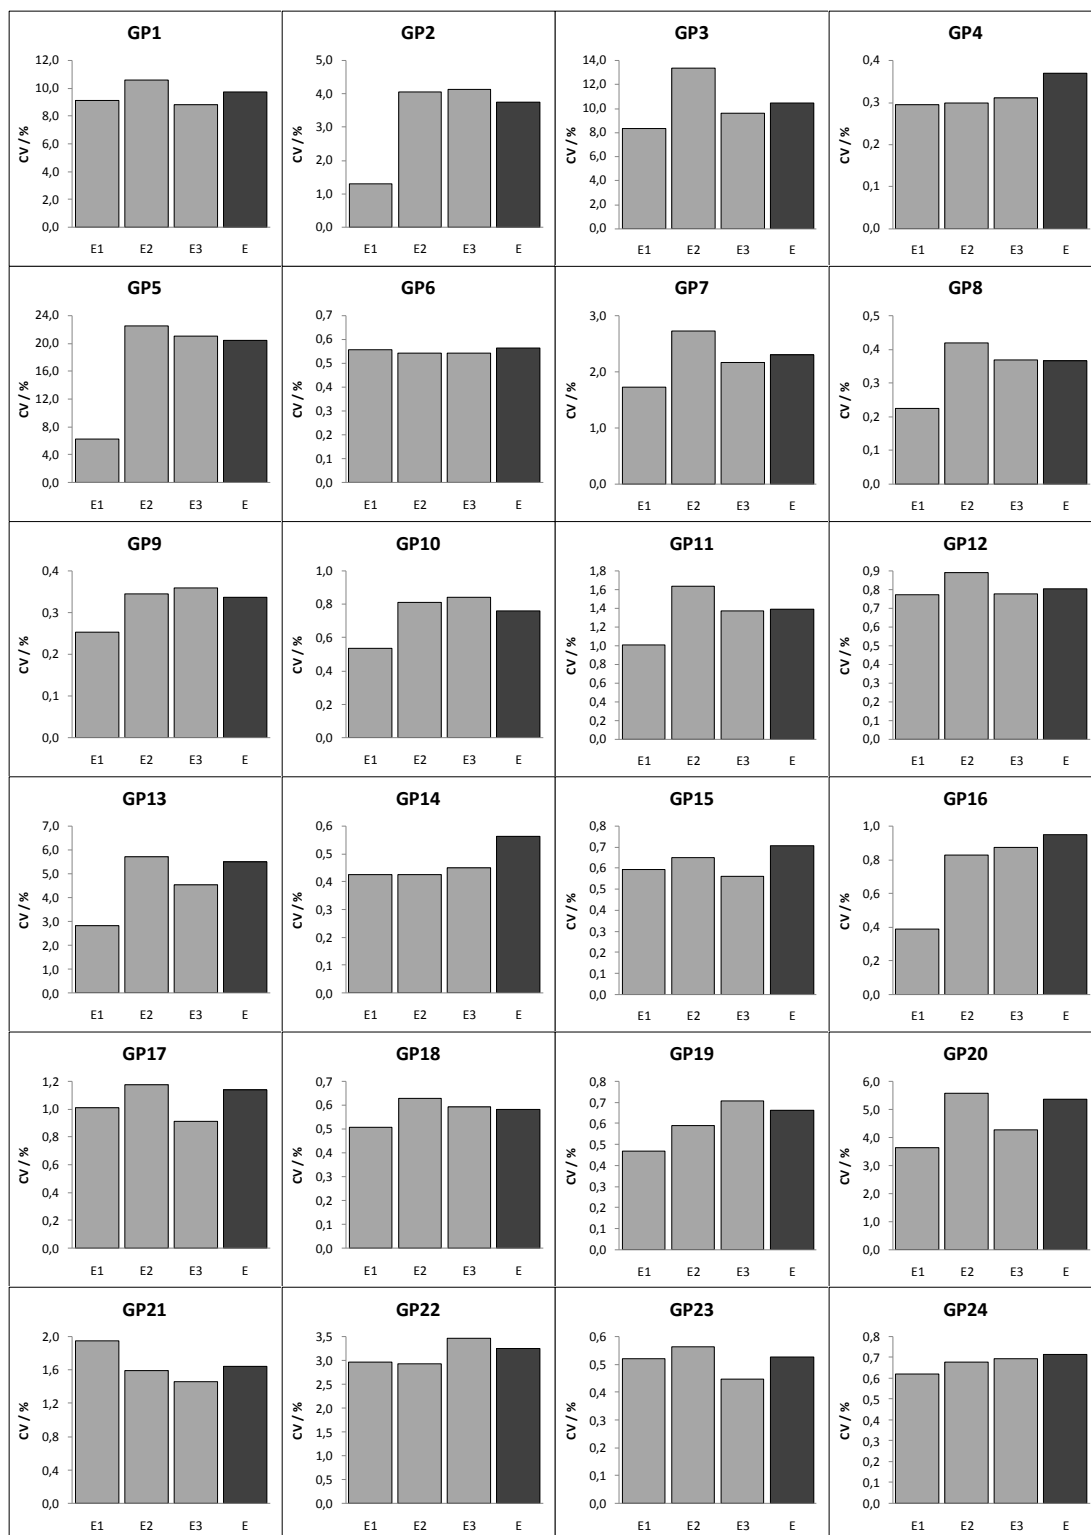 GP1
12,0
10,0
8,0
6,0
4,0
2,0
0,0
CV / %
E1 E2 E3 E
GP2
5,0
4,0
3,0
2,0
1,0
0,0
CV / %
E1 E2 E3 E
GP3
14,0
12,0
10,0
8,0
6,0
4,0
2,0
0,0
CV / %
E1 E2 E3 E
GP4
0,4
0,3
0,2
0,1
0,0
CV / %
E1 E2 E3 E
GP5
24,0
20,0
16,0
12,0
8,0
4,0
0,0
CV / %
E1 E2 E3 E
GP6
0,7
0,6
0,5
0,4
0,3
0,2
0,1
0,0
CV / %
E1 E2 E3 E
GP7
3,0
2,0
1,0
0,0
CV / %
E1 E2 E3 E
GP8
0,5
0,4
0,3
0,2
0,1
0,0
CV / %
E1 E2 E3 E
GP9
0,4
0,3
0,2
0,1
0,0
CV / %
E1 E2 E3 E
GP10
1,0
0,8
0,6
0,4
0,2
0,0
CV / %
E1 E2 E3 E
GP11
1,8
1,6
1,4
1,2
1,0
0,8
0,6
0,4
0,2
0,0
CV / %
E1 E2 E3 E
GP12
0,9
0,8
0,7
0,6
0,5
0,4
0,3
0,2
0,1
0,0
CV / %
E1 E2 E3 E
GP13
7,0
6,0
5,0
4,0
3,0
2,0
1,0
0,0
CV / %
E1 E2 E3 E
GP14
0,6
0,5
0,4
0,3
0,2
0,1
0,0
CV / %
E1 E2 E3 E
GP15
0,8
0,7
0,6
0,5
0,4
0,3
0,2
0,1
0,0
CV / %
E1 E2 E3 E
GP16
1,0
0,8
0,6
0,4
0,2
0,0
CV / %
E1 E2 E3 E
GP17
1,2
1,0
0,8
0,6
0,4
0,2
0,0
CV / %
E1 E2 E3 E
GP18
0,7
0,6
0,5
0,4
0,3
0,2
0,1
0,0
CV / %
E1 E2 E3 E
GP19
0,8
0,7
0,6
0,5
0,4
0,3
0,2
0,1
0,0
CV / %
E1 E2 E3 E
GP20
6,0
5,0
4,0
3,0
2,0
1,0
0,0
CV / %
E1 E2 E3 E
GP21
2,0
1,6
1,2
0,8
0,4
0,0
CV / %
E1 E2 E3 E
GP22
3,5
3,0
2,5
2,0
1,5
1,0
0,5
0,0
CV / %
E1 E2 E3 E
GP23
0,6
0,5
0,4
0,3
0,2
0,1
0,0
CV / %
E1 E2 E3 E
GP24
0,8
0,7
0,6
0,5
0,4
0,3
0,2
0,1
0,0
CV / %
E1 E2 E3 E